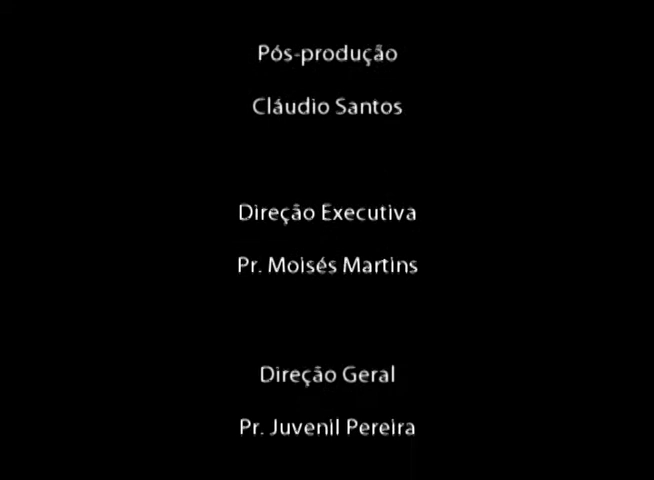 Pós-produção
Cláudio Santos
Direção Executiva
Pr. Moisés Martins
Direção Geral
Pr. Juvenil Pereira